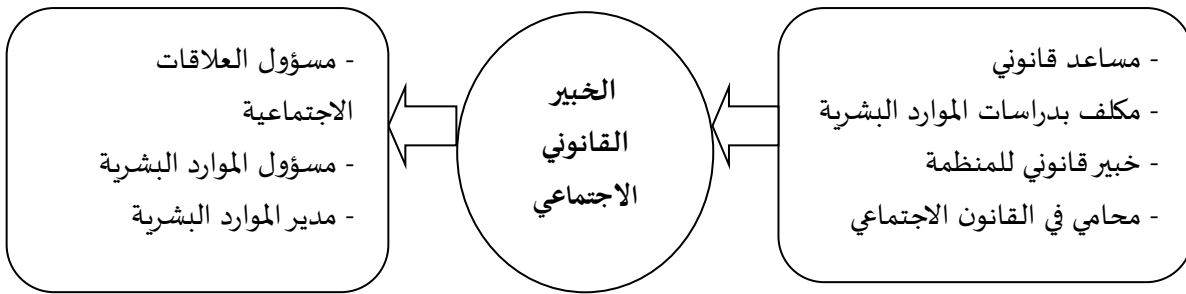 - مساعد قانوني
- مكلف بدراسات الموارد البشرية
- خبير قانوني للمنظمة
- محامي في القانون الاجتماعي
الخبير
القانوني
الاجتماعي
- مسؤول العلاقات
الاجتماعية
- مسؤول الموارد البشرية
- مدير الموارد البشرية